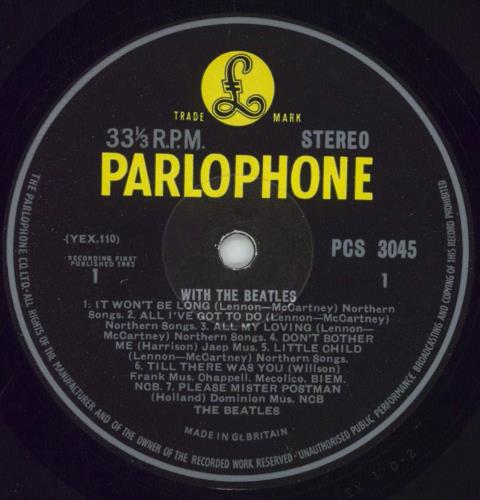 TRADE MARK
33⅓ R.P.M. STEREO
PARLOPHONE
(YEX.110) PCS 3045
RECORDING FIRST
PUBLISHED 1963
1 1
WITH THE BEATLES
1: IT WON'T BE LONG (Lennon—McCartney) Northern
Songs. 2. ALL I'VE GOT TO DO (Lennon—McCartney)
Northern Songs. 3. ALL MY LOVING (Lennon—
McCartney) Northern Songs. 4. DON'T BOTHER
ME (Harrison) Jaep Mus. 5. LITTLE CHILD
(Lennon—McCartney) Northern Songs.
6. TILL THERE WAS YOU (Willson)
Frank Mus. Chappell. Mecolico. BIEM.
NCB. 7. PLEASE MISTER POSTMAN
(Holland) Dominion Mus. NCB
THE BEATLES
MADE IN Gt. BRITAIN
THE PARLOPHONE CO. LTD.- ALL RIGHTS OF THE MANUFACTURER AND OF THE OWNER OF THE RECORDED WORK RESERVED - UNAUTHORISED PUBLIC PERFORMANCE BROADCASTING AND COPYING OF THIS RECORD PROHIBITED